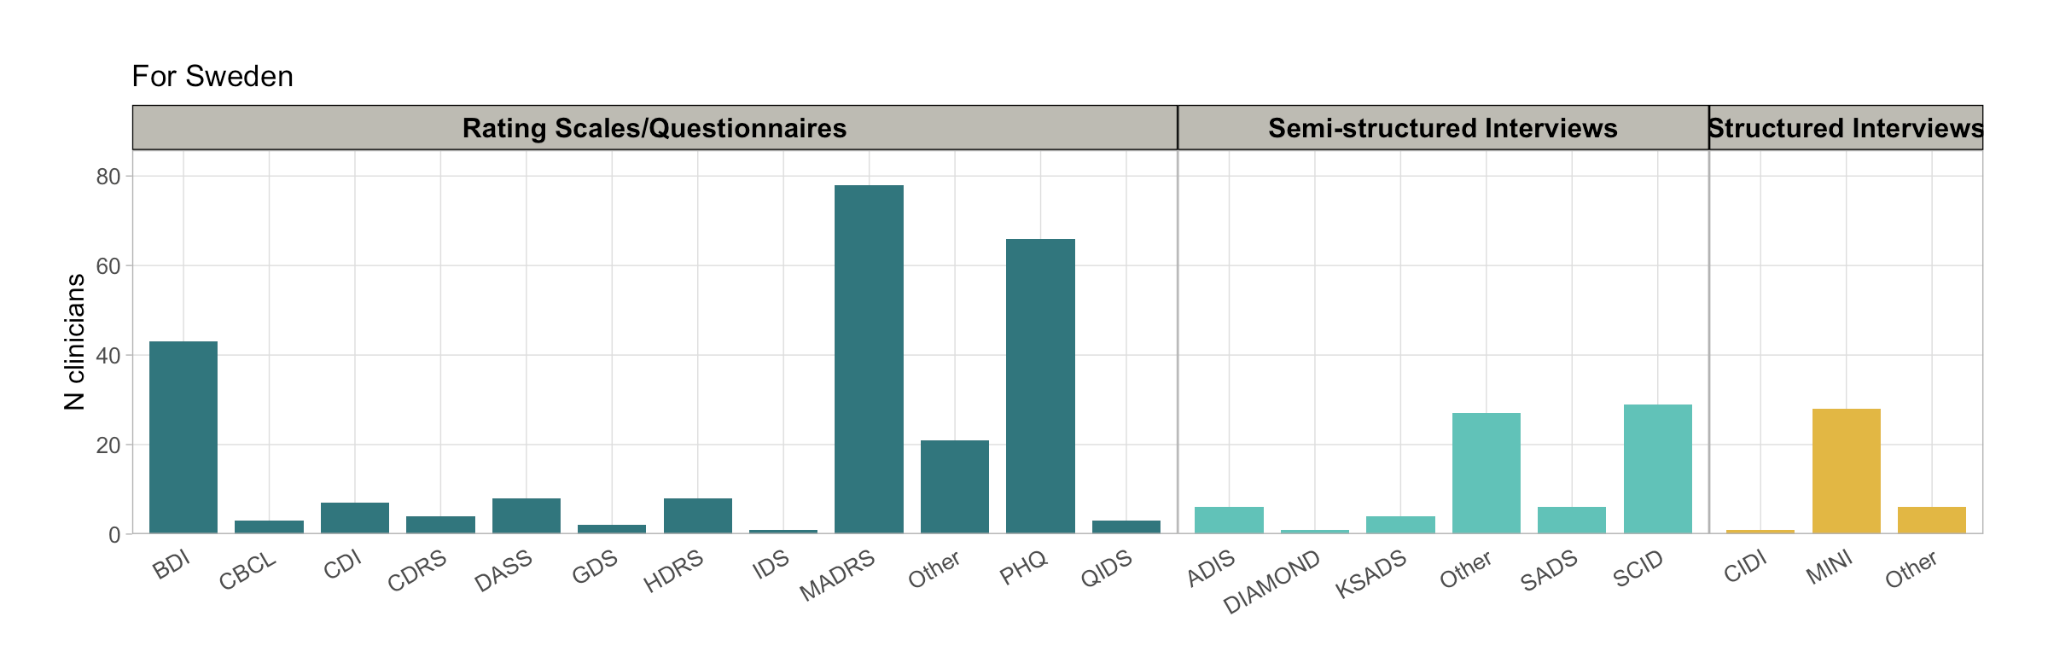 For Sweden
Rating Scales/Questionnaires
Semi-structured Interviews
Structured Interviews
N clinicians
80
60
40
20
0
BDI
CBCL
CDI
CDRS
DASS
GDS
HDRS
IDS
MADRS
Other
PHQ
QIDS
ADIS
DIAMOND
KSADS
Other
SADS
SCID
CIDI
MINI
Other